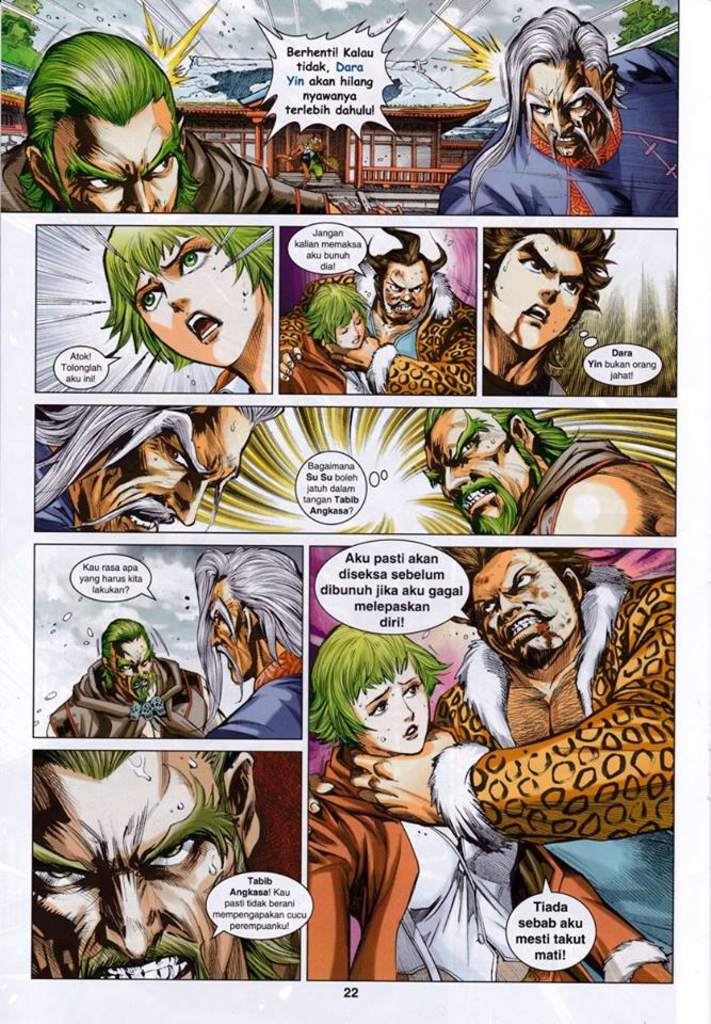 Berhenti! Kalau
tidak, Dara
Yin akan hilang
nyawanya
terlebih dahulu!
Atok!
Tolonglah
aku ini!
Jangan
kalian memaksa
aku bunuh
dia!
Dara
Yin bukan orang
jahat!
Bagaimana
Su Su boleh
jatuh dalam
tangan Tabib
Angkasa?
Kau rasa apa
yang harus kita
lakukan?
Aku pasti akan
diseksa sebelum
dibunuh jika aku gagal
melepaskan
diri!
Tabib
Angkasa! Kau
pasti tidak berani
mempengapakan cucu
perempuanku!
Tiada
sebab aku
mesti takut
mati!
22